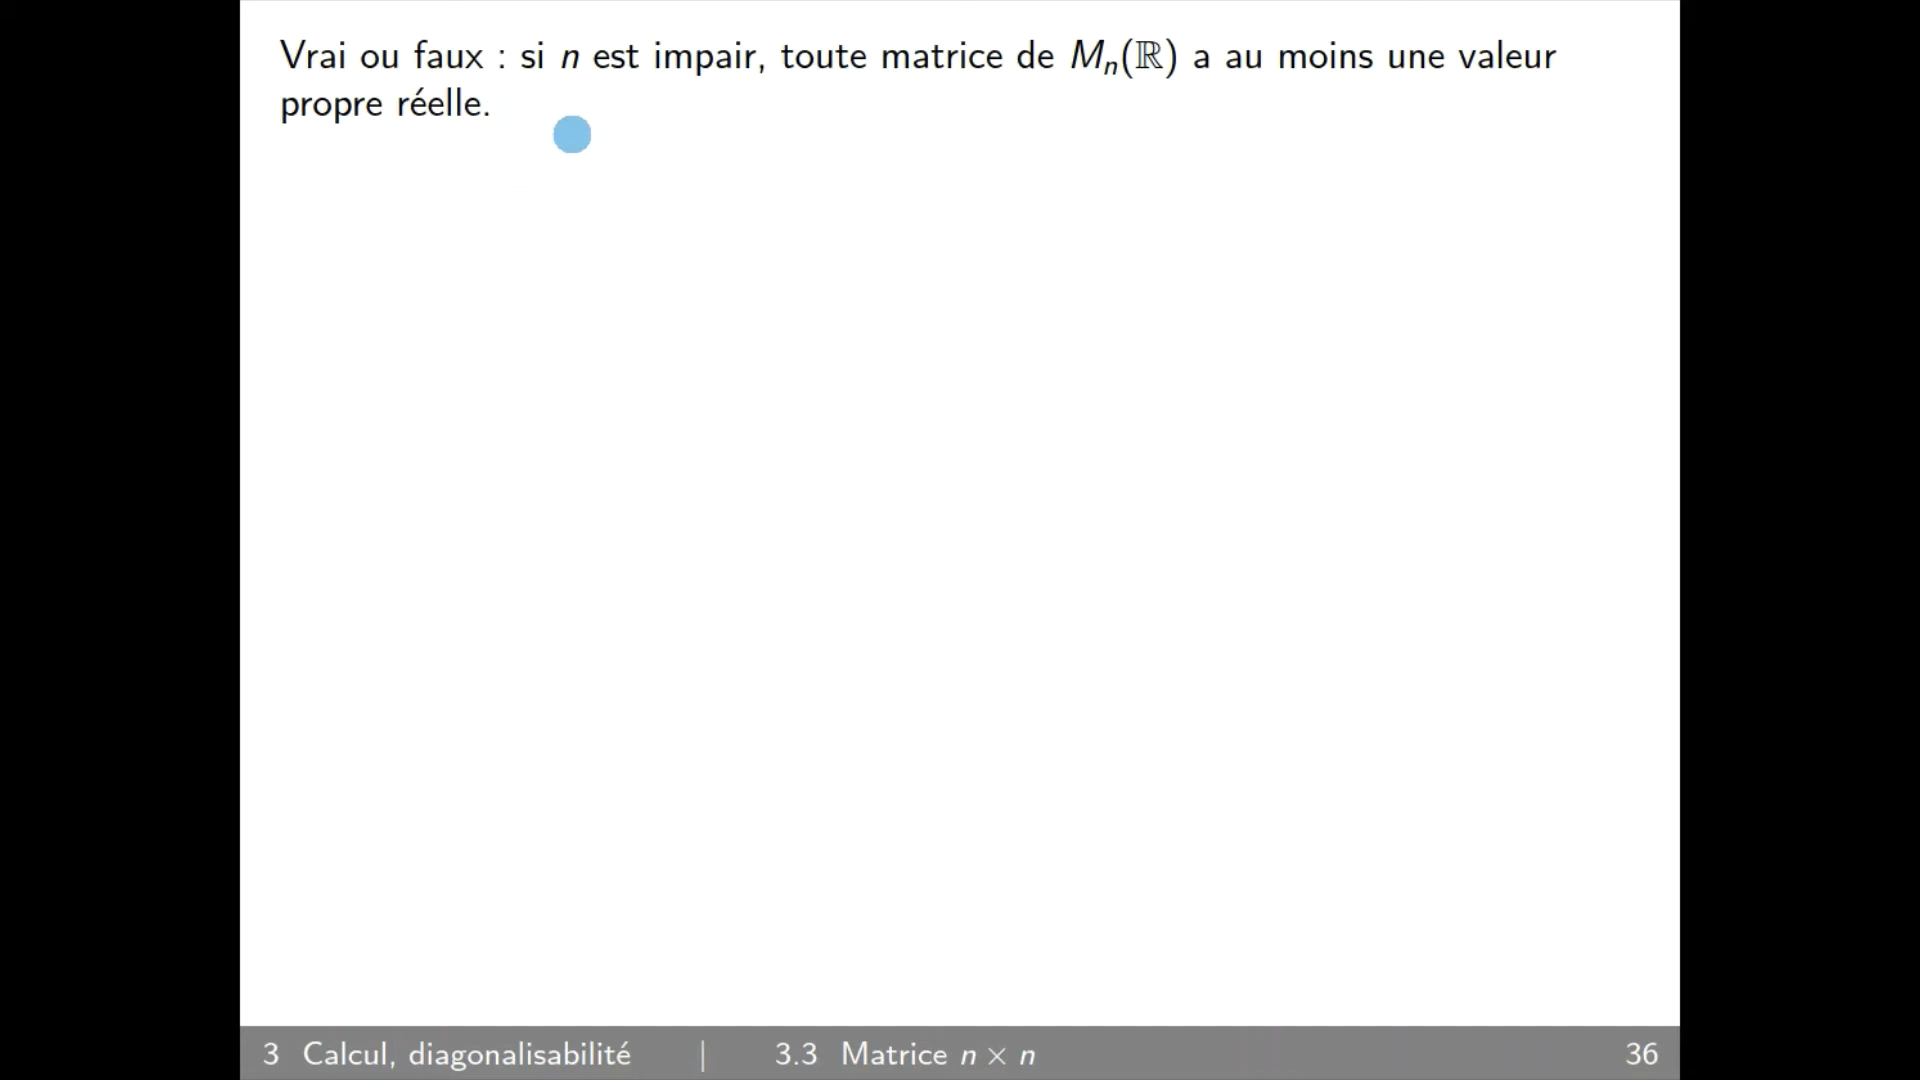 Vrai ou faux : si n est impair, toute matrice de Mₙ(ℝ) a au moins une valeur
propre réelle.
3 Calcul, diagonalisabilité | 3.3 Matrice n × n 36